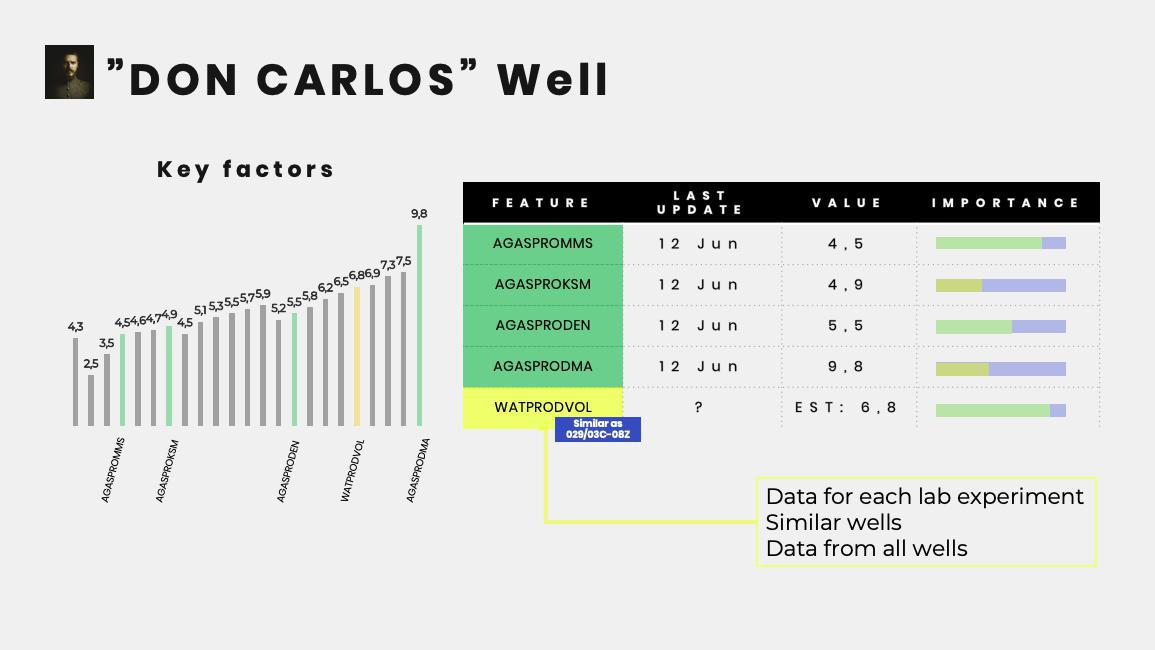 ”DON CARLOS” Well
Key factors
4,3
2,5
3,5
4,5
4,6
4,7
4,9
4,5
5,1
5,3
5,5
5,7
5,9
5,2
5,5
5,8
6,2
6,5
6,8
6,9
7,3
7,5
9,8
AGASPROMMS
AGASPROKSM
AGASPRODEN
WATPRDVOL
AGASPRODMA
FEATURE LAST UPDATE VALUE IMPORTANCE
AGASPROMMS 12 Jun 4,5
AGASPROKSM 12 Jun 4,9
AGASPRODEN 12 Jun 5,5
AGASPRODMA 12 Jun 9,8
WATPRODVOL ? EST: 6,8
Similar as
029/03C-08Z
Data for each lab experiment
Similar wells
Data from all wells